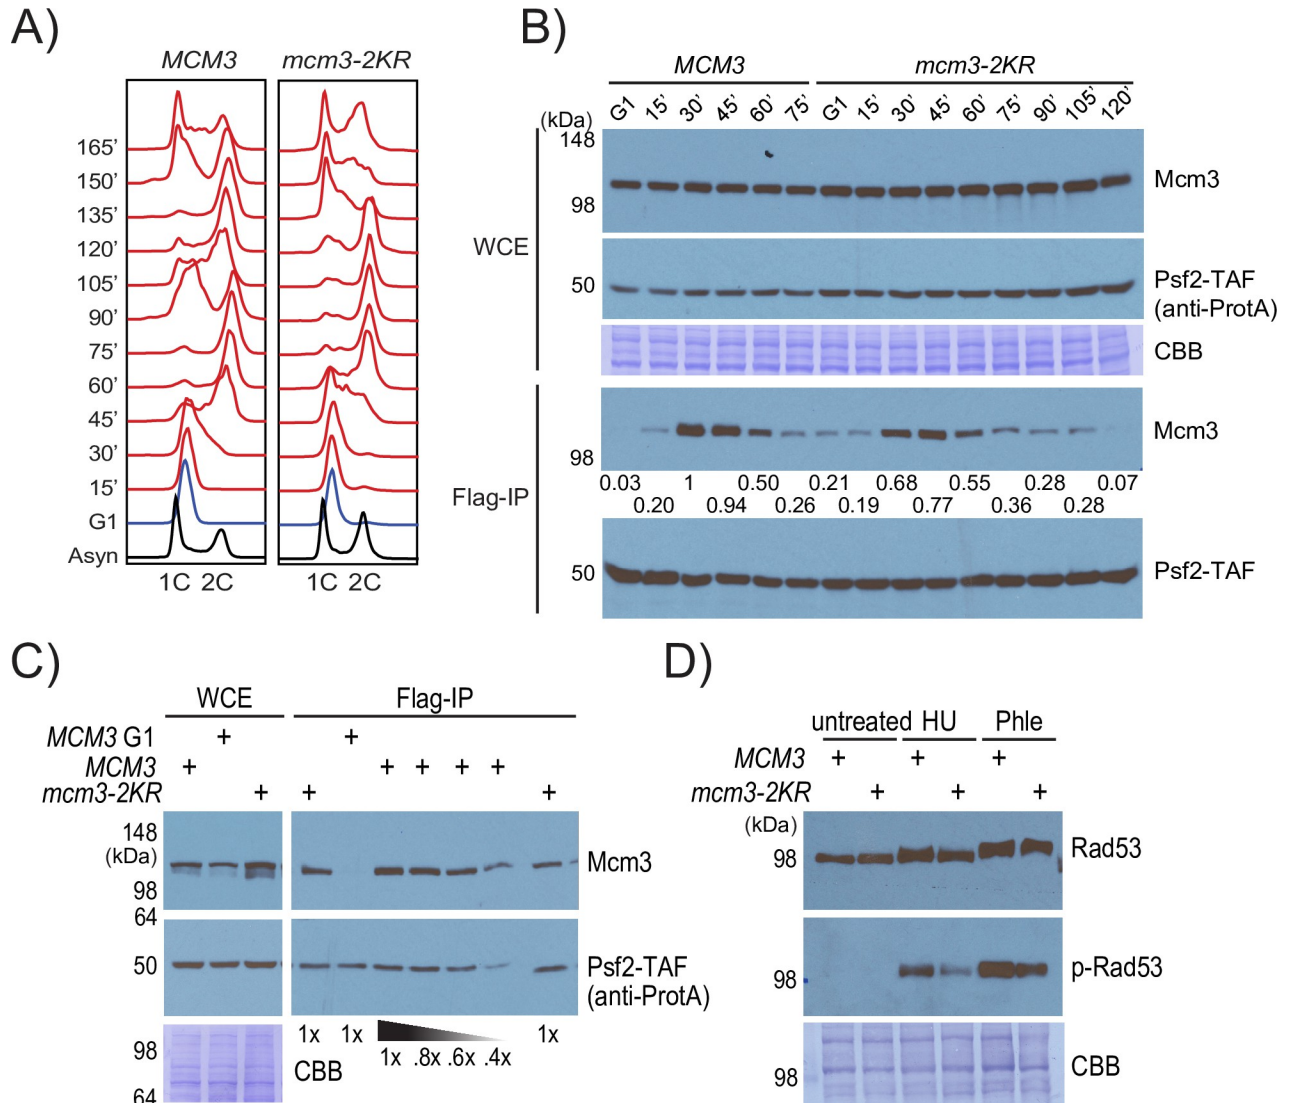 A)
MCM3 mcm3-2KR
165’
150’
135’
120’
105’
90’
75’
60’
45’
30’
15’
G1
Asyn
1C 2C 1C 2C
B)
MCM3 mcm3-2KR
G1 15’ 30’ 45’ 60’ 75’ G1 15’ 30’ 45’ 60’ 75’ 90’ 105’ 120’
(kDa)
148
98
Mcm3
WCE
50
Psf2-TAF
(anti-ProtA)
CBB
Mcm3
98
Flag-IP
0.03 1 0.50 0.21 0.68 0.55 0.28 0.07
0.20 0.94 0.26 0.19 0.77 0.36 0.28
50
Psf2-TAF
C)
WCE Flag-IP
MCM3 G1 + +
MCM3 + + + + +
mcm3-2KR + + +
148
(kDa)
98
64
Mcm3
50
Psf2-TAF
(anti-ProtA)
1x 1x 1x
1x .8x .6x .4x
98
64
CBB
D)
untreated HU Phle
MCM3 + + +
mcm3-2KR + + +
(kDa)
98
Rad53
98
p-Rad53
98
CBB